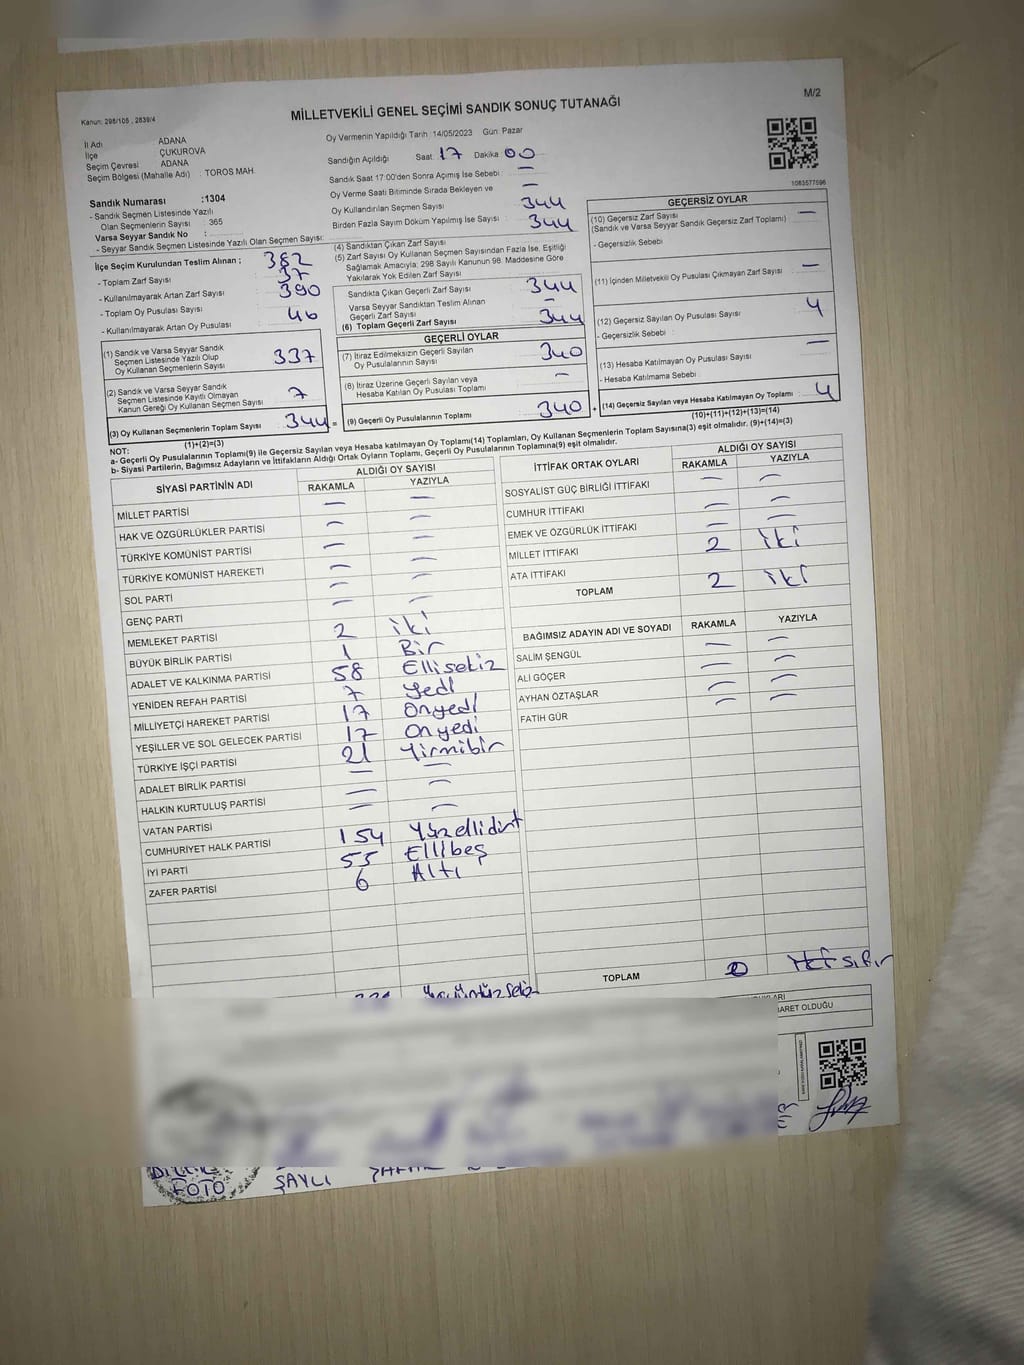 M/2
Kanun: 298/105 , 2839/4
MİLLETVEKİLİ GENEL SEÇİMİ SANDIK SONUÇ TUTANAĞI
İl Adı ADANA
İlçe ÇUKUROVA
Seçim Çevresi ADANA
Seçim Bölgesi (Mahalle Adı) : TOROS MAH.
Oy Vermenin Yapıldığı Tarih :14/05/2023 Gün: Pazar
Sandığın Açıldığı Saat: 17 Dakika: 00
Sandık Saat 17:00'den Sonra Açımış İse Sebebi : —
Oy Verme Saati Bitiminde Sırada Bekleyen ve —
Oy Kullandırılan Seçmen Sayısı 344
Birden Fazla Sayım Döküm Yapılmış İse Sayısı : 344
1083577596
Sandık Numarası :1304
- Sandık Seçmen Listesinde Yazılı
Olan Seçmenlerin Sayısı : 365
Varsa Seyyar Sandık No :
- Seyyar Sandık Seçmen Listesinde Yazılı Olan Seçmen Sayısı:
İlçe Seçim Kurulundan Teslim Alınan ; 382
- Toplam Zarf Sayısı 37
- Kullanılmayarak Artan Zarf Sayısı 390
- Toplam Oy Pusulası Sayısı 46
- Kullanılmayarak Artan Oy Pusulası
(1) Sandık ve Varsa Seyyar Sandık
Seçmen Listesinde Yazılı Olup
Oy Kullanan Seçmenlerin Sayısı 337
(2) Sandık ve Varsa Seyyar Sandık
Seçmen Listesinde Kayıtlı Olmayan
Kanun Gereği Oy Kullanan Seçmen Sayısı 7
(3) Oy Kullanan Seçmenlerin Toplam Sayısı 344 =
(1)+(2)=(3)
(4) Sandıktan Çıkan Zarf Sayısı
(5) Zarf Sayısı Oy Kullanan Seçmen Sayısından Fazla İse, Eşitliği
Sağlamak Amacıyla; 298 Sayılı Kanunun 98. Maddesine Göre
Yakılarak Yok Edilen Zarf Sayısı
Sandıkta Çıkan Geçerli Zarf Sayısı 344
Varsa Seyyar Sandıktan Teslim Alınan
Geçerli Zarf Sayısı —
(6) Toplam Geçerli Zarf Sayısı 344
GEÇERLİ OYLAR
(7) İtiraz Edilmeksizin Geçerli Sayılan
Oy Pusulalarının Sayısı 340
(8) İtiraz Üzerine Geçerli Sayılan veya
Hesaba Katılan Oy Pusulası Toplamı —
(9) Geçerli Oy Pusulalarının Toplamı 340 +
GEÇERSİZ OYLAR
(10) Geçersiz Zarf Sayısı —
(Sandık ve Varsa Seyyar Sandık Geçersiz Zarf Toplamı)
- Geçersizlik Sebebi :
(11) İçinden Milletvekili Oy Pusulası Çıkmayan Zarf Sayısı —
(12) Geçersiz Sayılan Oy Pusulası Sayısı 4
- Geçersizlik Sebebi :
(13) Hesaba Katılmayan Oy Pusulası Sayısı —
- Hesaba Katılmama Sebebi :
(14) Geçersiz Sayılan veya Hesaba Katılmayan Oy Toplamı 4
(10)+(11)+(12)+(13)=(14)
NOT:
a- Geçerli Oy Pusulalarının Toplamı(9) ile Geçersiz Sayılan veya Hesaba katılmayan Oy Toplamı(14) Toplamları, Oy Kullanan Seçmenlerin Toplam Sayısına(3) eşit olmalıdır. (9)+(14)=(3)
b- Siyasi Partilerin, Bağımsız Adayların ve İttifakların Aldığı Ortak Oyların Toplamı, Geçerli Oy Pusulalarının Toplamına(9) eşit olmalıdır.
SİYASİ PARTİNİN ADI ALDIĞI OY SAYISI
RAKAMLA YAZIYLA
MİLLET PARTİSİ — —
HAK VE ÖZGÜRLÜKLER PARTİSİ — —
TÜRKİYE KOMÜNİST PARTİSİ — —
TÜRKİYE KOMÜNİST HAREKETİ — —
SOL PARTİ — —
GENÇ PARTİ — —
MEMLEKET PARTİSİ 2 iki
BÜYÜK BİRLİK PARTİSİ 1 Bir
ADALET VE KALKINMA PARTİSİ 58 Ellisekiz
YENİDEN REFAH PARTİSİ 7 Yedi
MİLLİYETÇİ HAREKET PARTİSİ 17 Onyedi
YEŞİLLER VE SOL GELECEK PARTİSİ 17 Onyedi
TÜRKİYE İŞÇİ PARTİSİ 21 Yirmibir
ADALET BİRLİK PARTİSİ — —
HALKIN KURTULUŞ PARTİSİ — —
VATAN PARTİSİ — —
CUMHURİYET HALK PARTİSİ 154 Yüzellidört
İYİ PARTİ 55 Ellibeş
ZAFER PARTİSİ 6 Altı
İTTİFAK ORTAK OYLARI ALDIĞI OY SAYISI
RAKAMLA YAZIYLA
SOSYALIST GÜÇ BİRLİĞİ İTTİFAKI — —
CUMHUR İTTİFAKI — —
EMEK VE ÖZGÜRLÜK İTTİFAKI — —
MİLLET İTTİFAKI 2 iki
ATA İTTİFAKI
TOPLAM 2 iki
BAĞIMSIZ ADAYIN ADI VE SOYADI RAKAMLA YAZIYLA
SALİM ŞENGÜL — —
ALİ GÖÇER — —
AYHAN ÖZTAŞLAR — —
FATİH GÜR — —
TOPLAM 0 sıfır
ARET OLDUĞU
FOTO
ŞAYLI